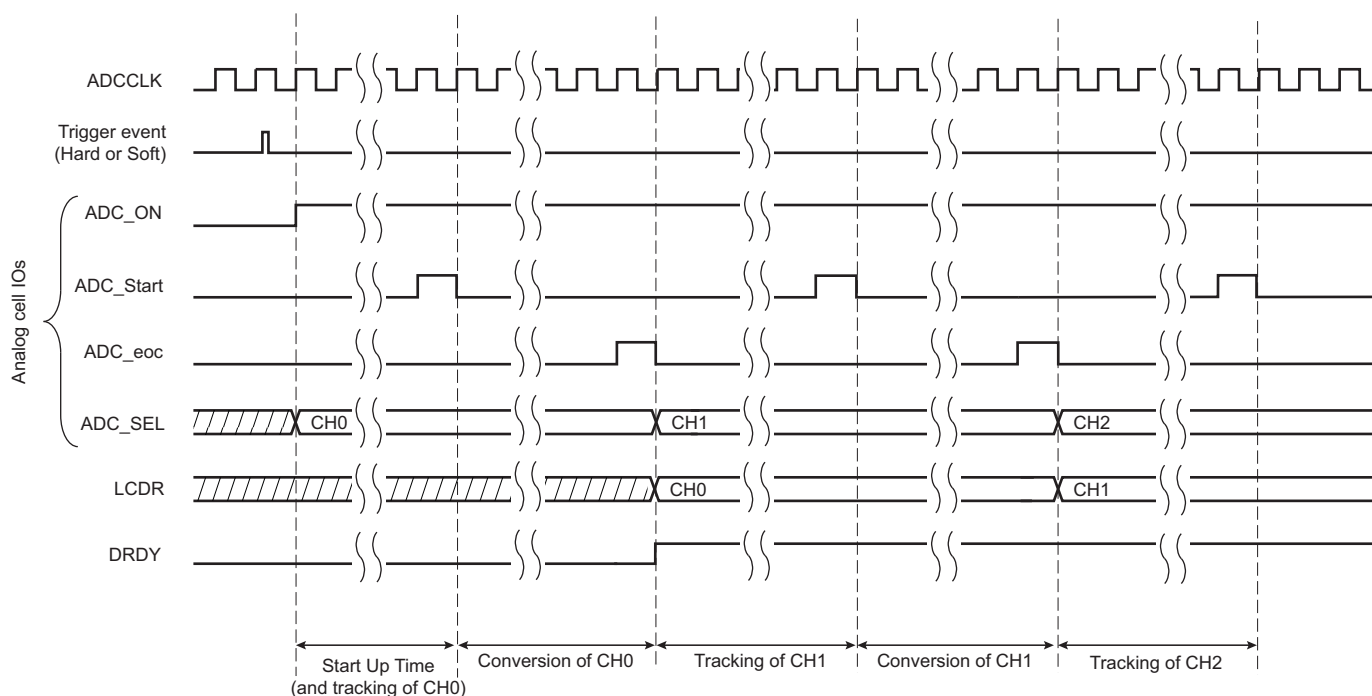 ADCCLK
Trigger event
(Hard or Soft)
Analog cell IOs
ADC_ON
ADC_Start
ADC_eoc
ADC_SEL
CH0
CH1
CH2
LCDR
CH0
CH1
DRDY
Start Up Time
(and tracking of CH0)
Conversion of CH0
Tracking of CH1
Conversion of CH1
Tracking of CH2